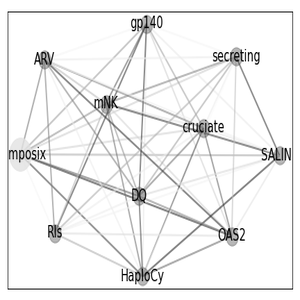 gp140
ARV
secreting
mNK
cruciate
mposix
SALIN
DQ
RIs
OAS2
HaploCy